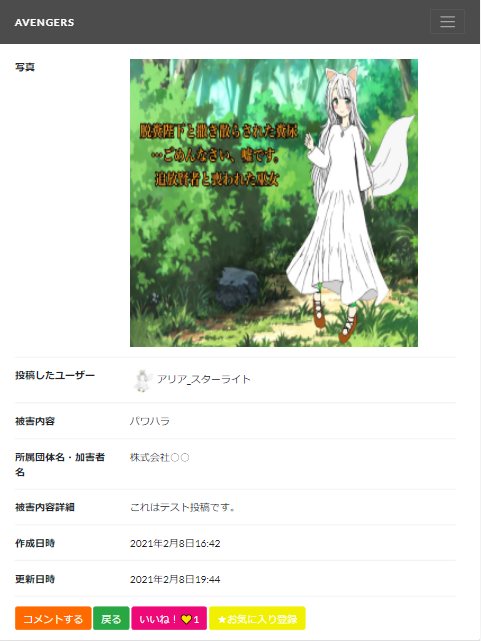 AVENGERS
写真
脱糞陛下と撒き散らされた糞尿
…ごめんなさい、嘘です。
追放賢者と喪われた巫女
投稿したユーザー
アリア_スターライト
被害内容
パワハラ
所属団体名・加害者名
株式会社○○
被害内容詳細
これはテスト投稿です。
作成日時
2021年2月8日16:42
更新日時
2021年2月8日19:44
コメントする 戻る いいね！💛1 ★お気に入り登録